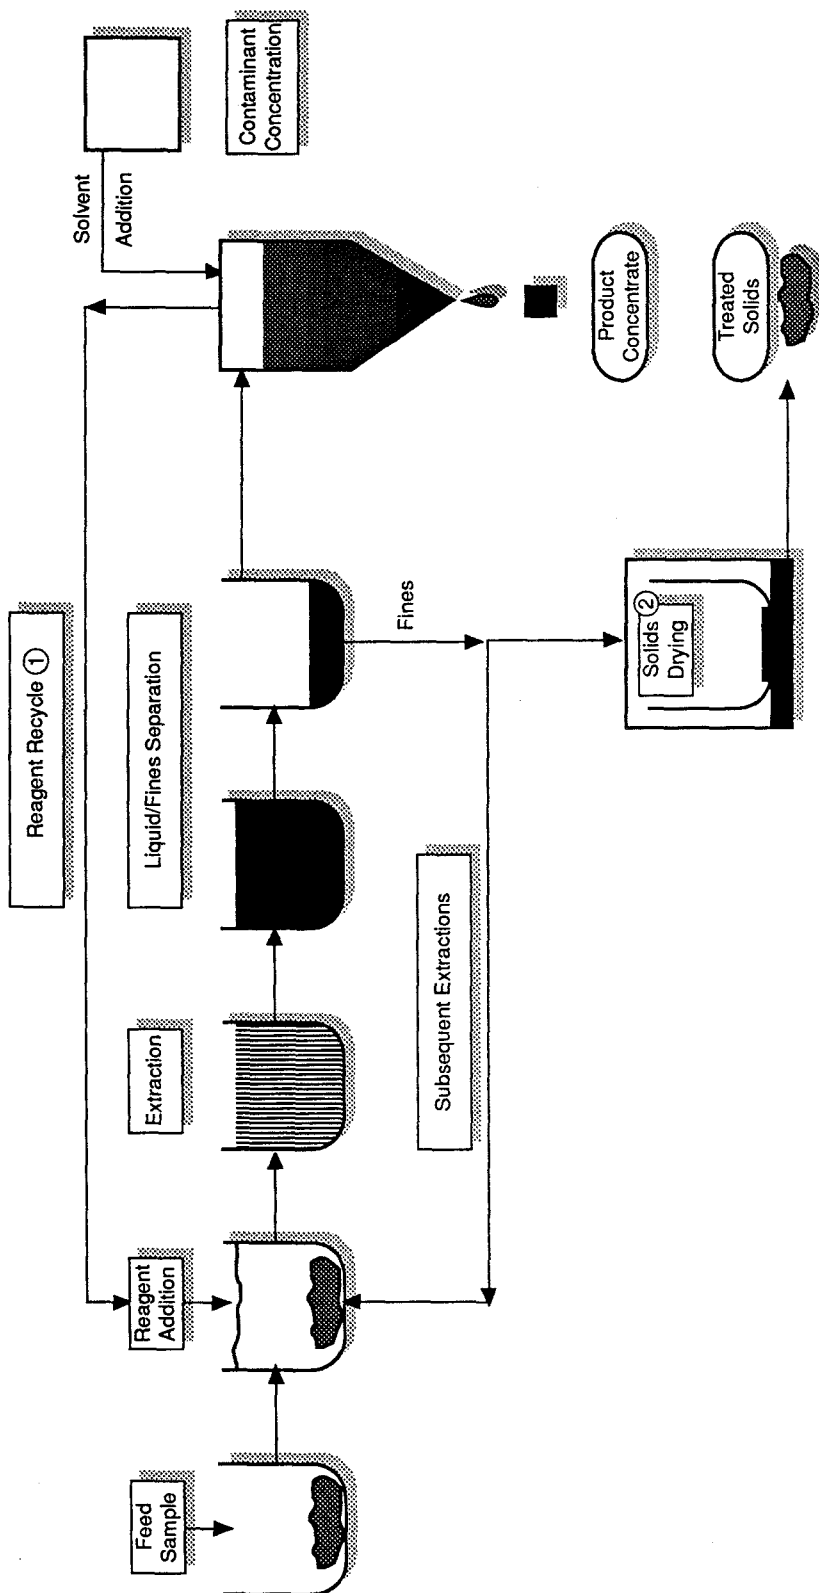 Reagent Recycle 1
Solvent
Addition
Feed
Sample
Reagent
Addition
Extraction
Liquid/Fines Separation
Contaminant
Concentration
Subsequent Extractions
Fines
Product
Concentrate
Solids 2
Drying
Treated
Solids